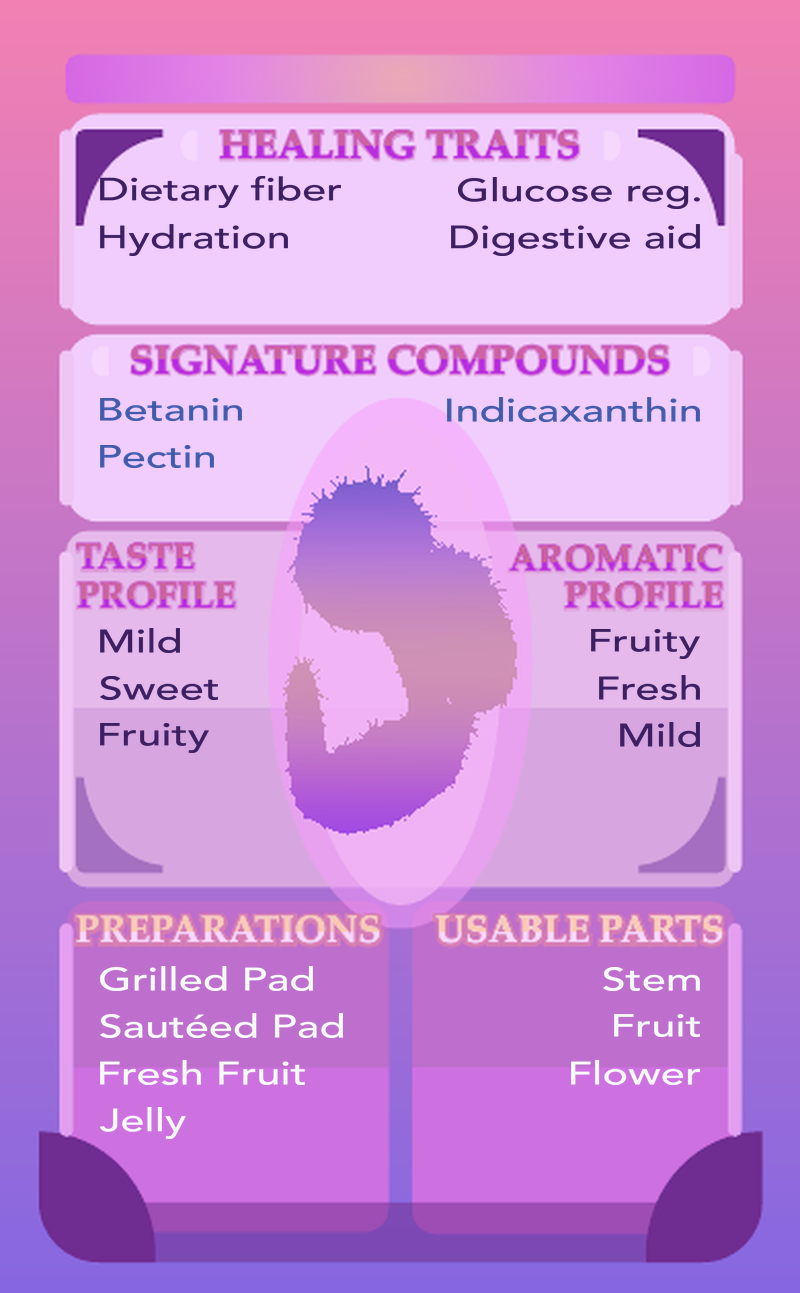 HEALING TRAITS
Dietary fiber
Glucose reg.
Hydration
Digestive aid
SIGNATURE COMPOUNDS
Betanin
Indicaxanthin
Pectin
TASTE
PROFILE
Mild
Sweet
Fruity
AROMATIC
PROFILE
Fruity
Fresh
Mild
PREPARATIONS
Grilled Pad
Sautéed Pad
Fresh Fruit
Jelly
USABLE PARTS
Stem
Fruit
Flower